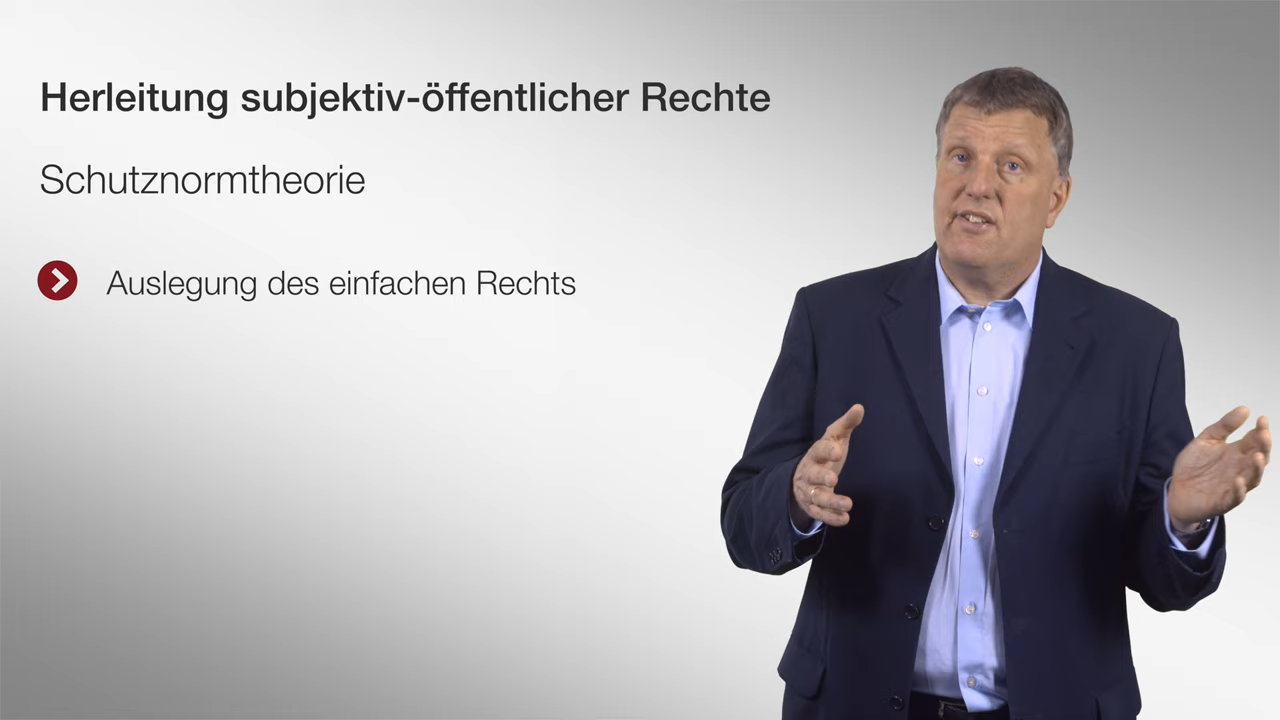 Herleitung subjektiv-öffentlicher Rechte
Schutznormtheorie
Auslegung des einfachen Rechts